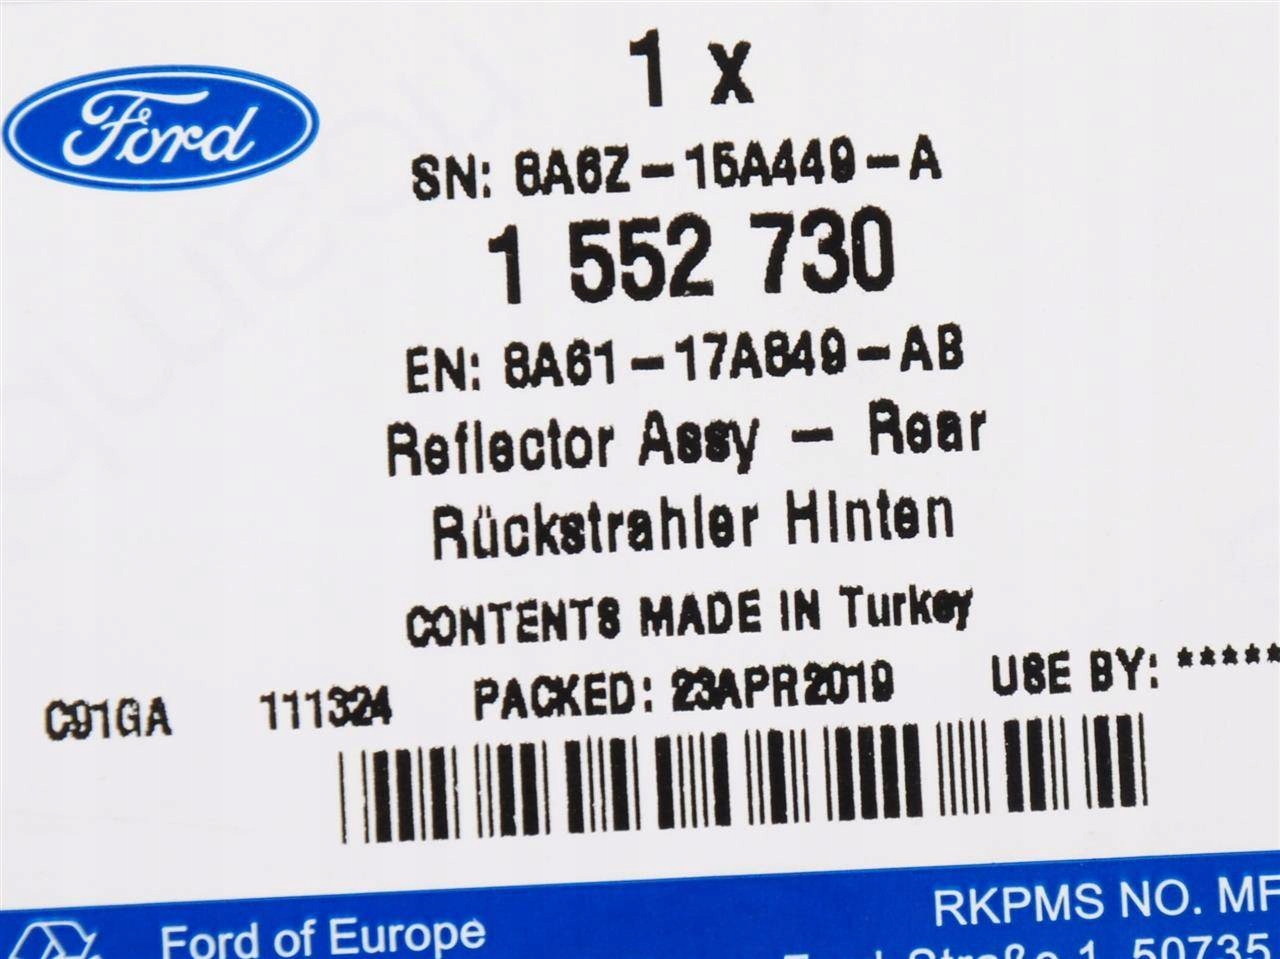 1 x
Ford
SN: 8A6Z-15A449-A
1 552 730
EN: 8A61-17A849-AB
Reflector Assy - Rear
Rückstrahler Hinten
CONTENTS MADE IN Turkey
C91GA 111324 PACKED: 23APR2019 USE BY: *****
RKPMS NO. MF
Ford of Europe
50735